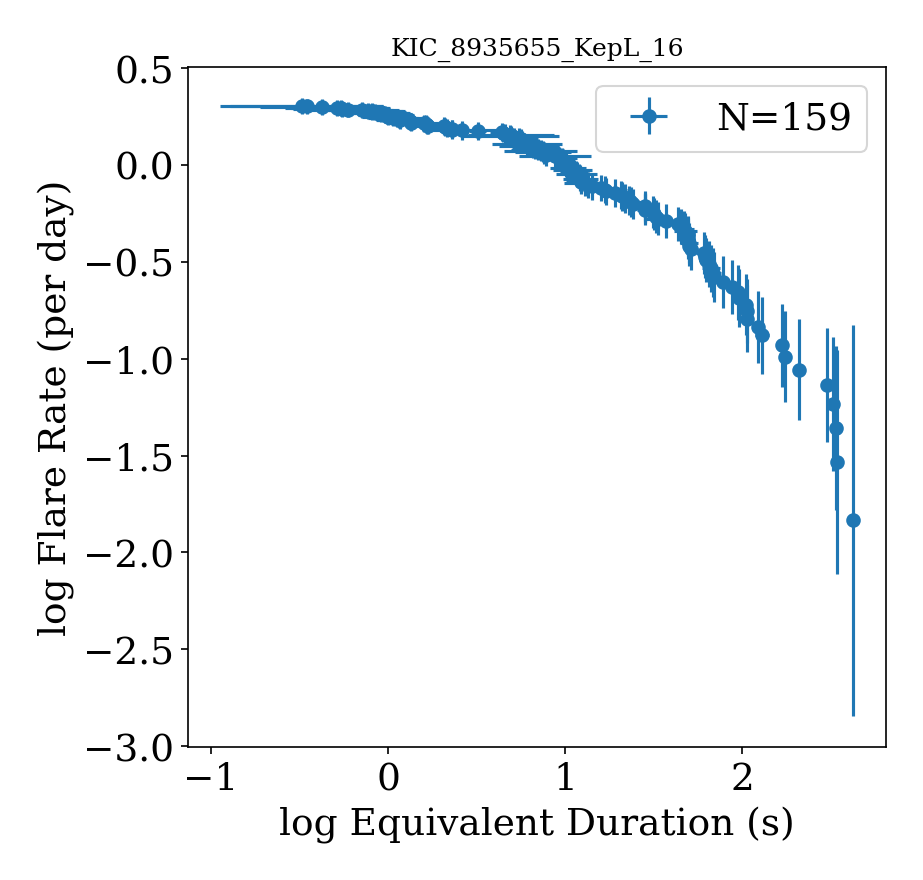 KIC_8935655_KepL_16
N=159
0.5
0.0
−0.5
−1.0
−1.5
−2.0
−2.5
−3.0
log Flare Rate (per day)
−1 0 1 2
log Equivalent Duration (s)